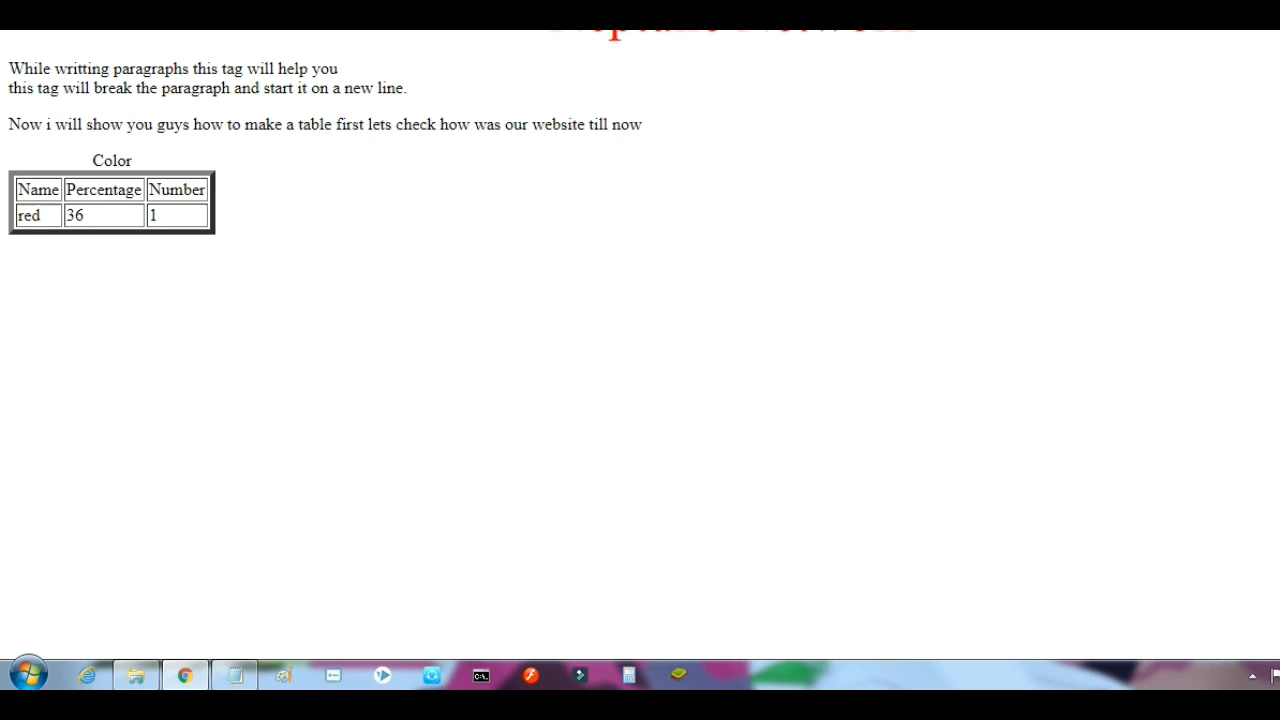 While writting paragraphs this tag will help you
this tag will break the paragraph and start it on a new line.
Now i will show you guys how to make a table first lets check how was our website till now
Color
Name Percentage Number
red 36 1